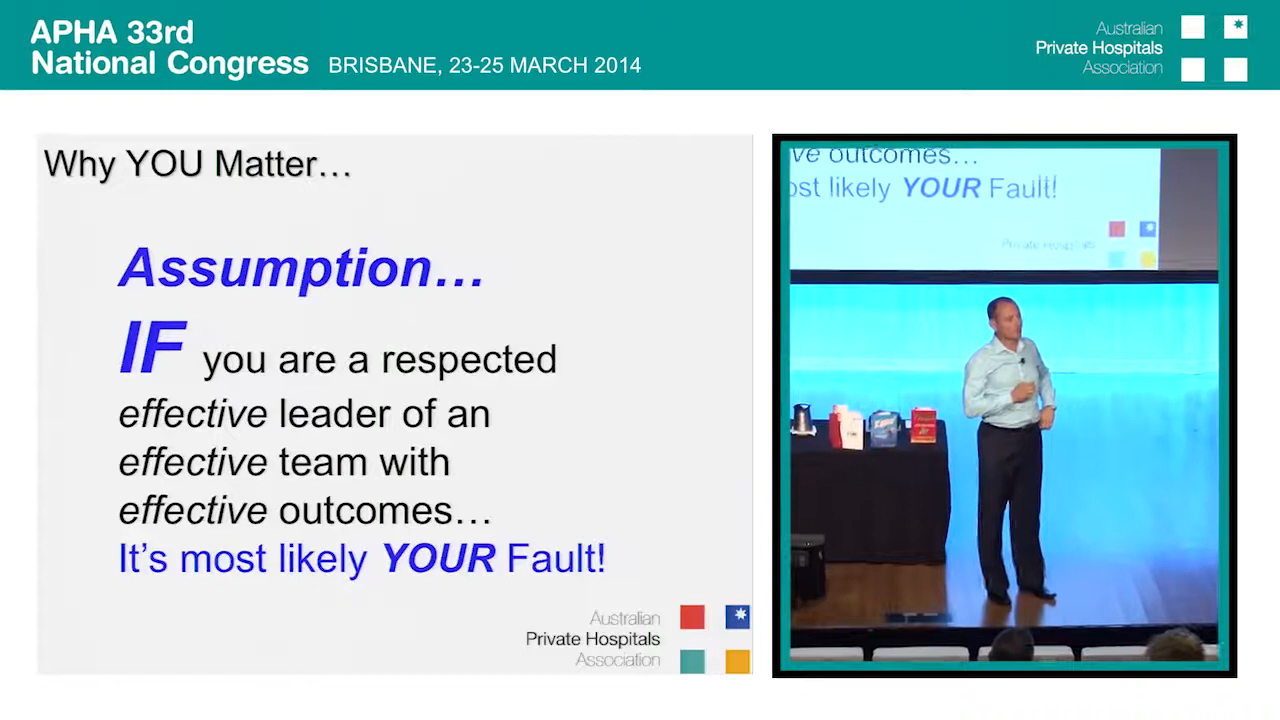 APHA 33rd
National Congress BRISBANE, 23-25 MARCH 2014
Australian
Private Hospitals
Association
Why YOU Matter…
Assumption…
IF you are a respected
effective leader of an
effective team with
effective outcomes…
It's most likely YOUR Fault!
Australian
Private Hospitals
Association
ve outcomes…
ost likely YOUR Fault!
Private Hospitals